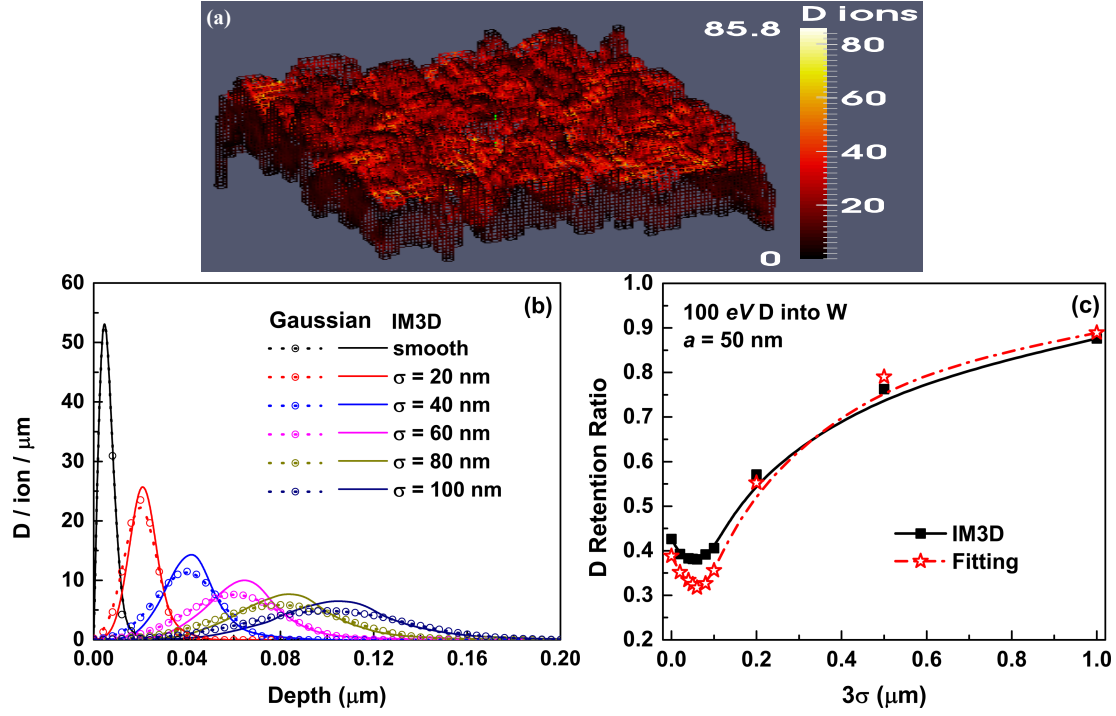 (a)
D ions
85.8
80
60
40
20
0
60
50
40
30
20
10
0
0.00
0.04
0.08
0.12
0.16
0.20
D / ion / μm
Depth (μm)
(b)
Gaussian IM3D
smooth
σ = 20 nm
σ = 40 nm
σ = 60 nm
σ = 80 nm
σ = 100 nm
1.0
0.9
0.8
0.7
0.6
0.5
0.4
0.3
0.2
0.0
0.2
0.4
0.6
0.8
1.0
D Retention Ratio
3σ (μm)
(c)
100 eV D into W
a = 50 nm
IM3D
Fitting